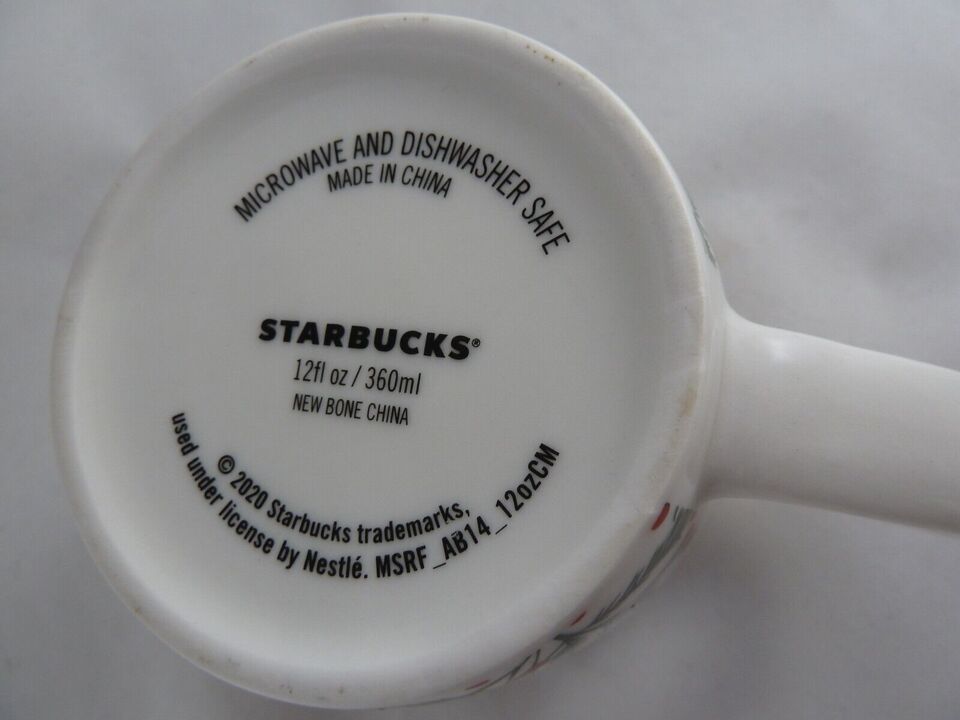 MICROWAVE AND DISHWASHER SAFE
MADE IN CHINA
STARBUCKS®
12fl oz / 360ml
NEW BONE CHINA
© 2020 Starbucks trademarks,
used under license by Nestlé. MSRF_AB14_12ozCM